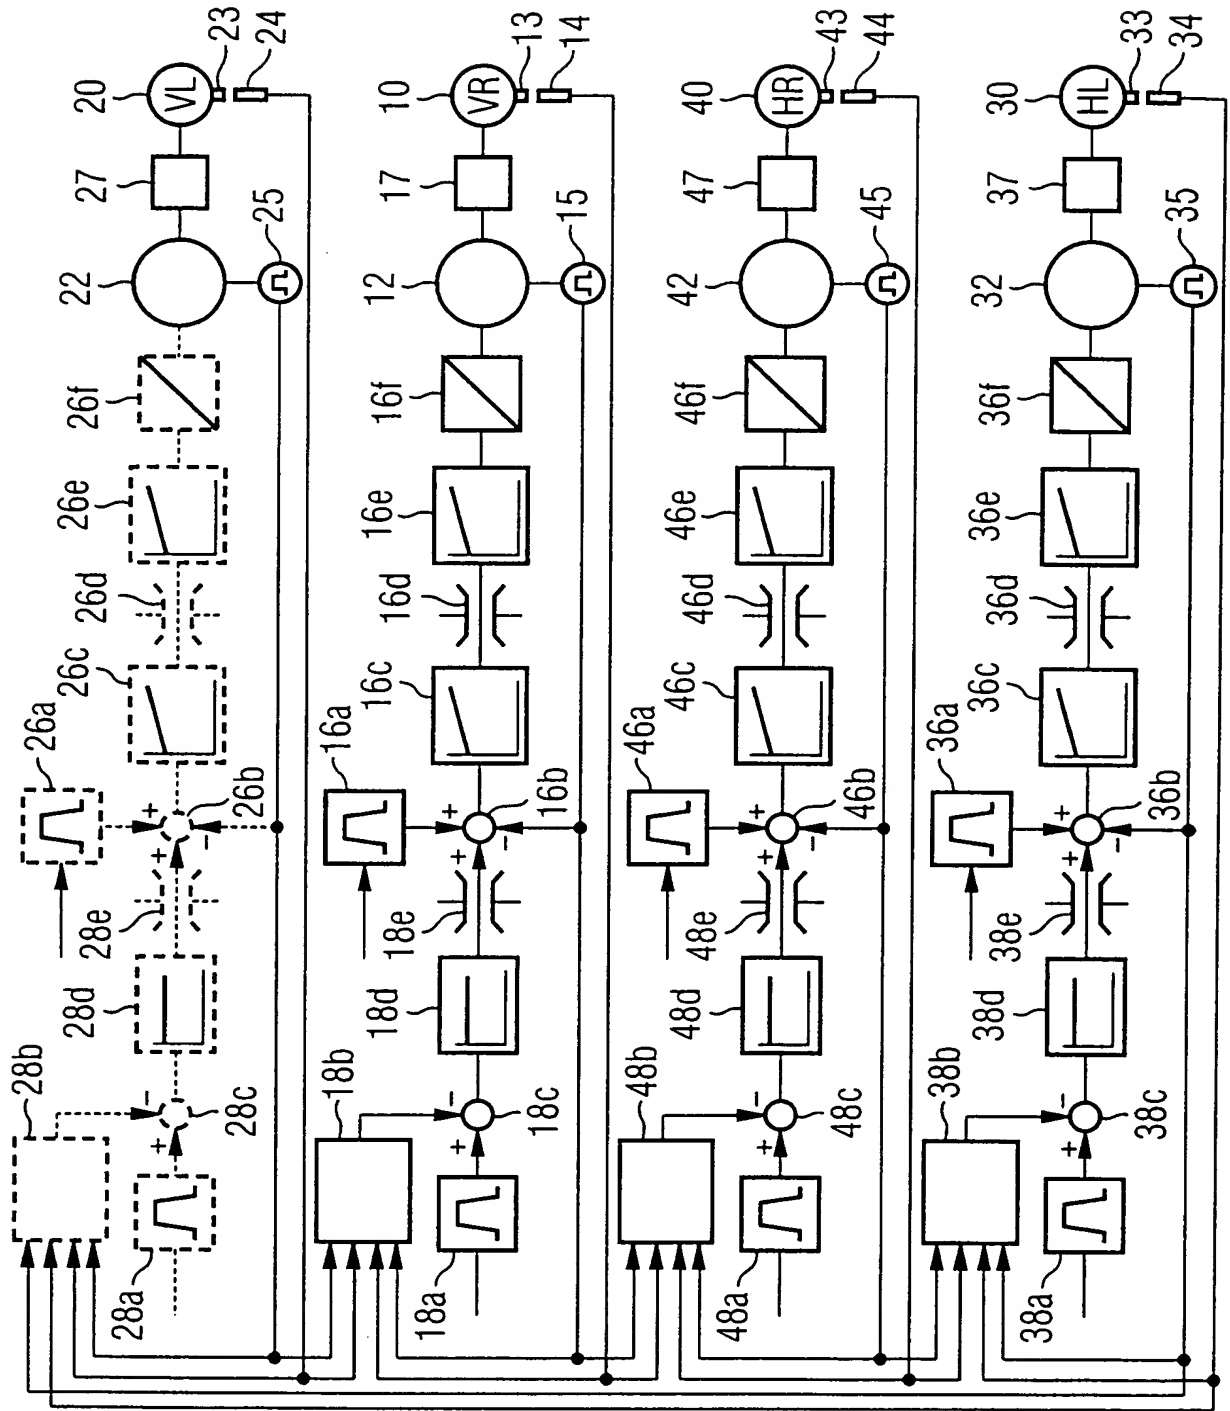 20
VL
23
24
27
22
25
26f
26e
26d
26c
26a
26b
28e
28d
28b
28c
28a
+
-
+
-
+
10
VR
13
14
17
12
15
16f
16e
16d
16c
16a
16b
18e
18d
18b
18c
18a
+
-
+
-
+
40
HR
43
44
47
42
45
46f
46e
46d
46c
46a
46b
48e
48d
48b
48c
48a
+
-
+
-
+
30
HL
33
34
37
32
35
36f
36e
36d
36c
36a
36b
38e
38d
38b
38c
38a
+
-
+
-
+